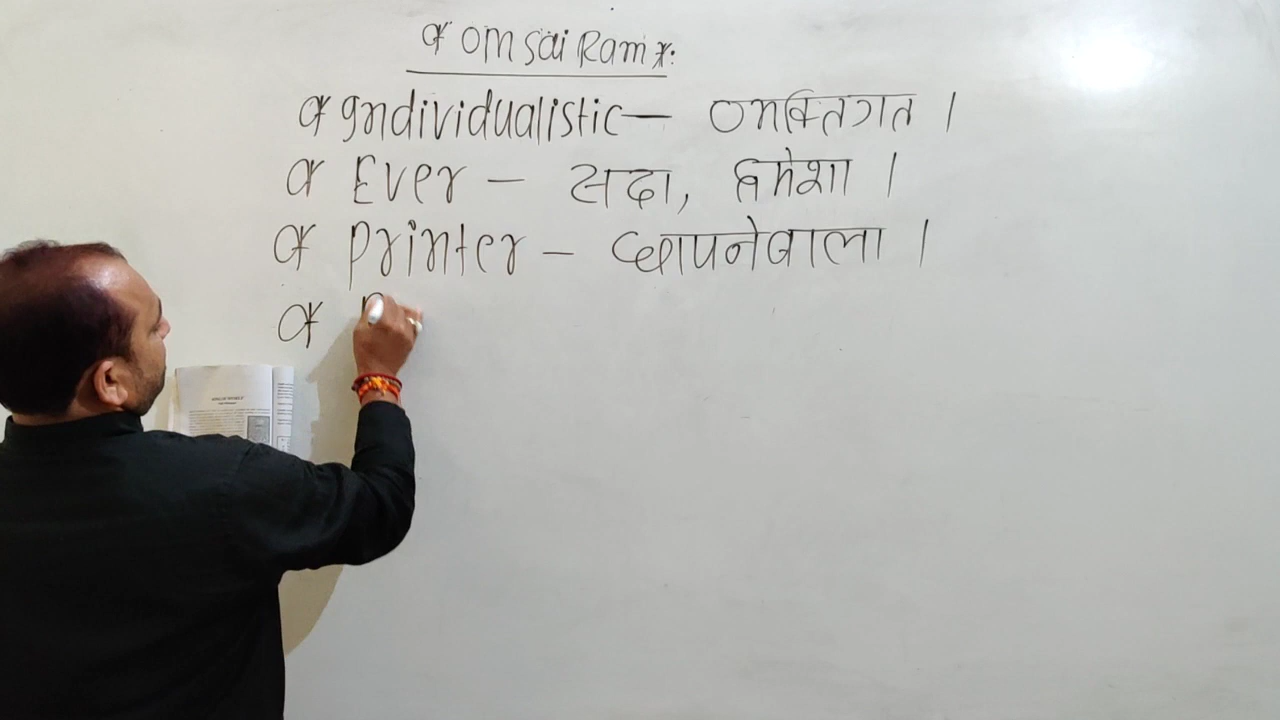 * Om Sai Ram *:
* Individualistic — व्यक्तिगत ।
* Ever — सदा, हमेशा ।
* Printer — छापनेवाला ।
*